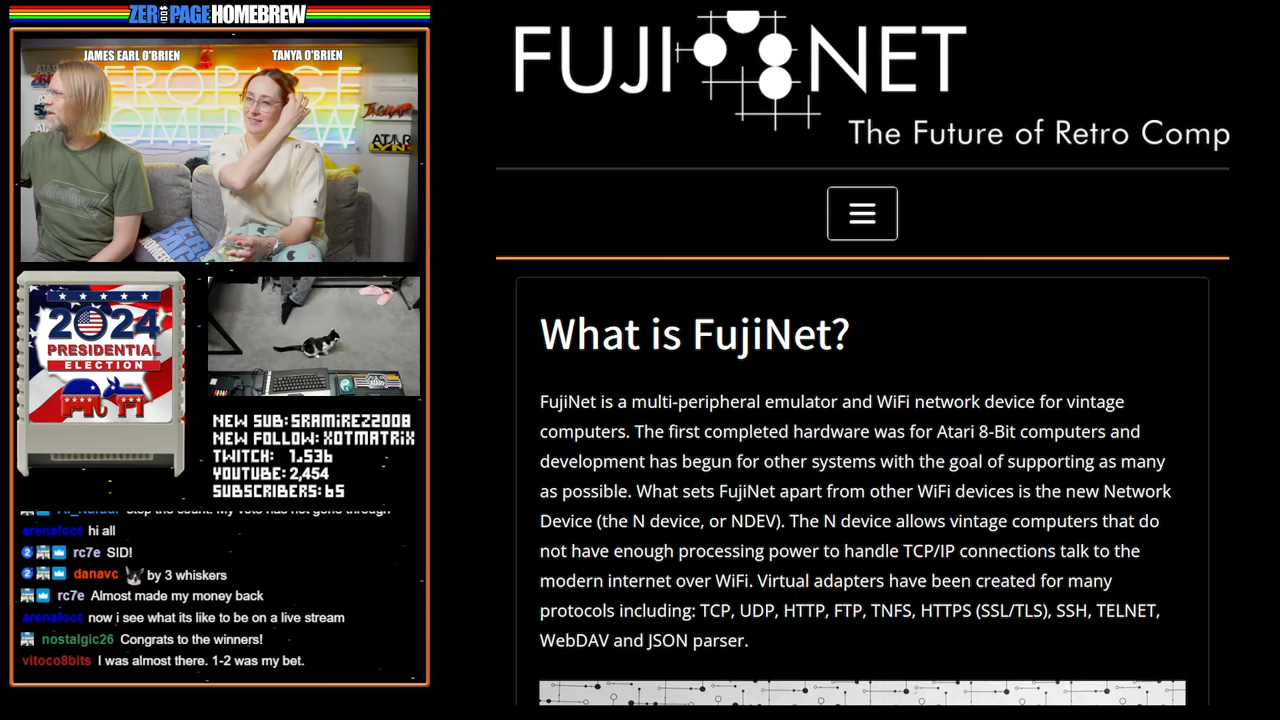 ZEROPAGEHOMEBREW
JAMES EARL O'BRIEN
TANYA O'BRIEN
ZEROPAGE
HOMEBREW
JAGUAR
ATARI
2024
PRESIDENTIAL
ELECTION
NEW SUB: SRAMIREZ2008
NEW FOLLOW: XOTMATRIX
TWITCH: 1,536
YOUTUBE: 2,454
SUBSCRIBERS: 65
arenafoot hi all
rc7e SID!
danavc by 3 whiskers
rc7e Almost made my money back
arenafoot now i see what its like to be on a live stream
nostalgic26 Congrats to the winners!
vitoco8bits I was almost there. 1-2 was my bet.
FUJINET
The Future of Retro Comp
What is FujiNet?
FujiNet is a multi-peripheral emulator and WiFi network device for vintage
computers. The first completed hardware was for Atari 8-Bit computers and
development has begun for other systems with the goal of supporting as many
as possible. What sets FujiNet apart from other WiFi devices is the new Network
Device (the N device, or NDEV). The N device allows vintage computers that do
not have enough processing power to handle TCP/IP connections talk to the
modern internet over WiFi. Virtual adapters have been created for many
protocols including: TCP, UDP, HTTP, FTP, TNFS, HTTPS (SSL/TLS), SSH, TELNET,
WebDAV and JSON parser.